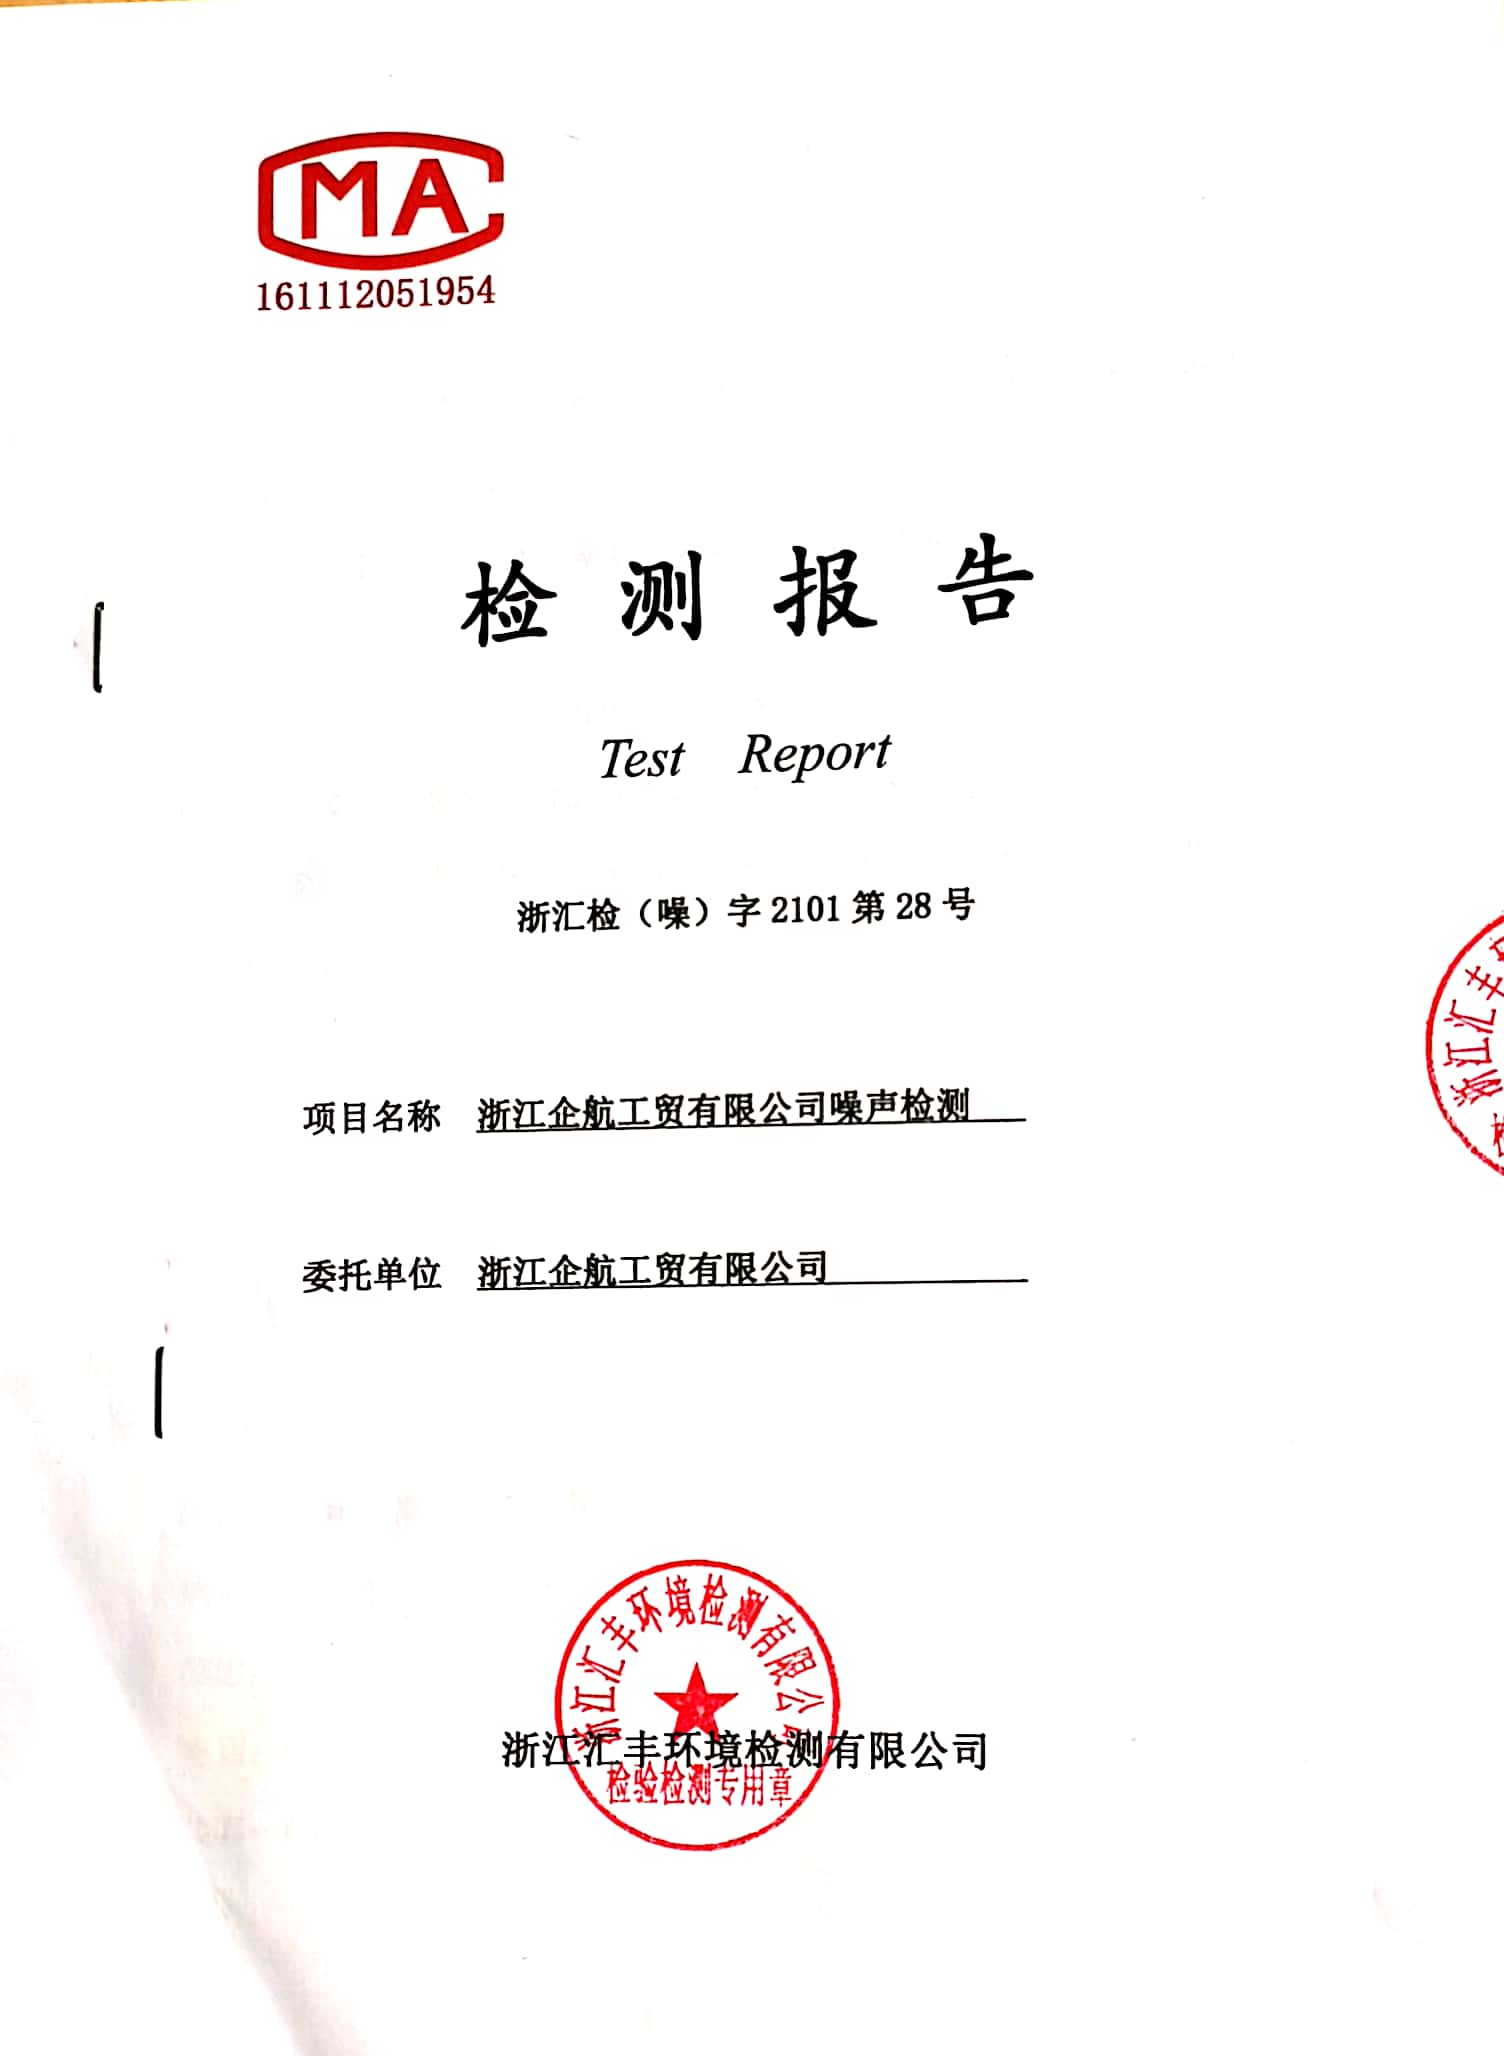 MA
161112051954
检测报告
Test Report
浙汇检（噪）字 2101 第 28 号
浙江汇丰
项目名称 浙江企航工贸有限公司噪声检测
委托单位 浙江企航工贸有限公司
浙江汇丰环境检测有限公司
浙江汇丰环境检测有限公司
检验检测专用章